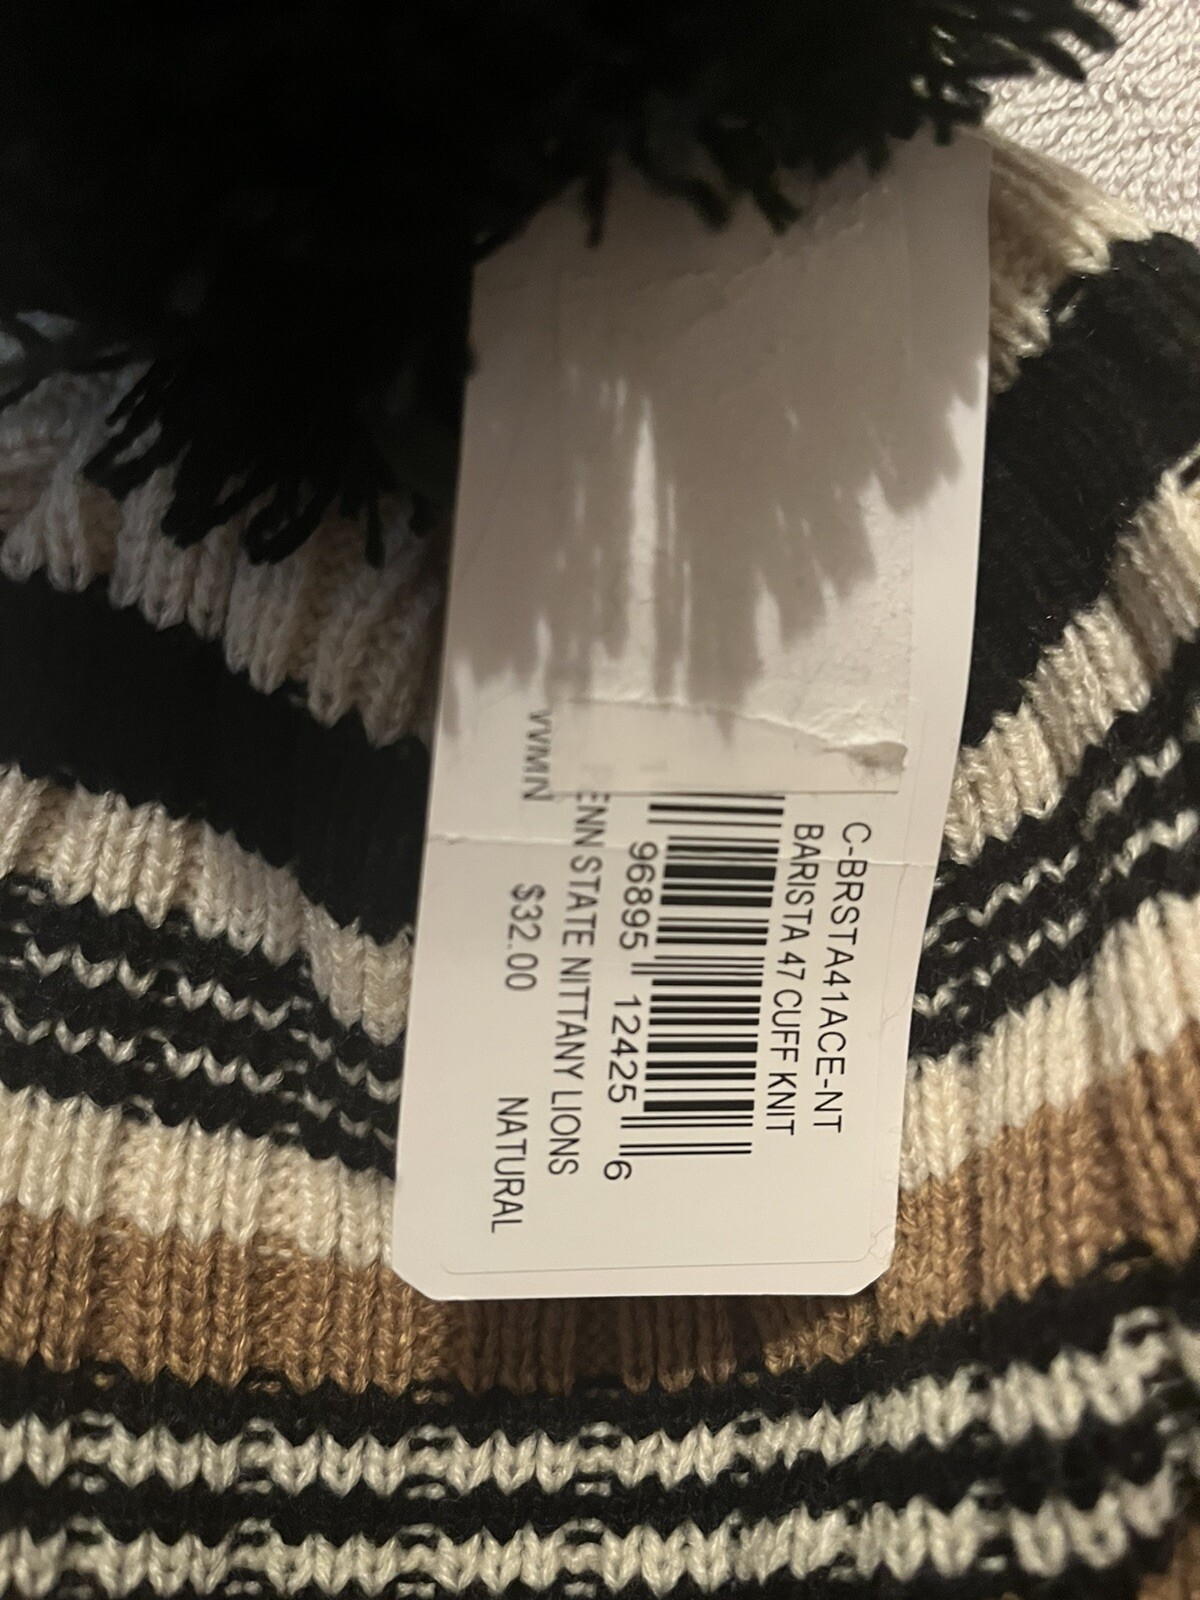 C-BRSTA41ACE-NT
BARISTA 47 CUFF KNIT
96895 12425 6
ENN STATE NITTANY LIONS
WMN $32.00 NATURAL